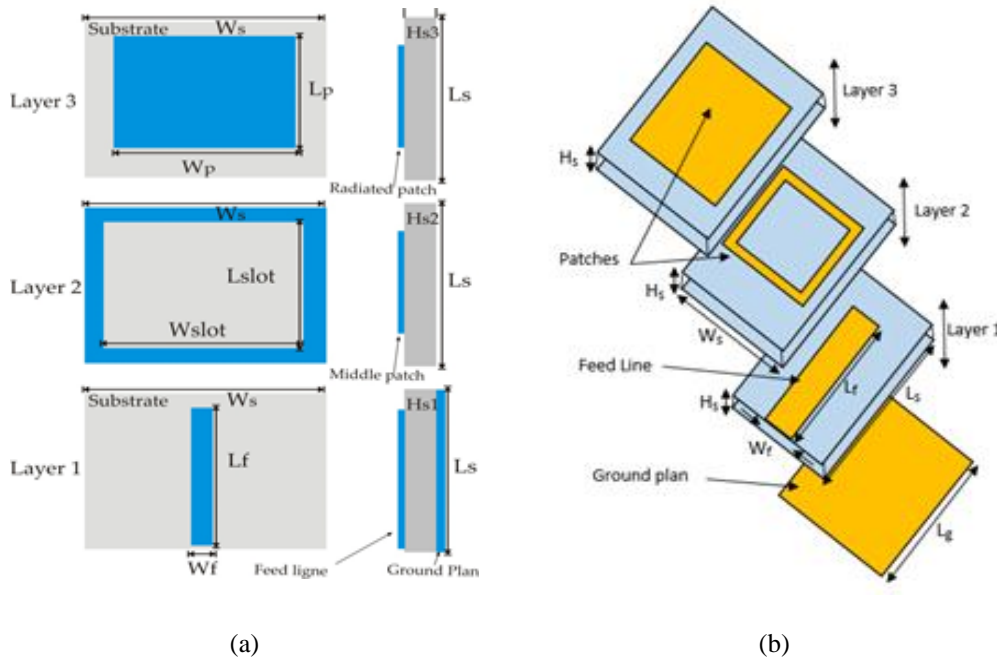 Substrate
Ws
Layer 3
Lp
Wp
Hs3
Ls
Radiated patch
Ws
Layer 2
Lslot
Wslot
Hs2
Ls
Middle patch
Substrate
Ws
Layer 1
Lf
Wf
Hs1
Ls
Feed ligne
Ground Plan
(a)
Layer 3
Hs
Layer 2
Patches
Hs
Ws
Layer 1
Feed Line
Lf
Ls
Hs
Wf
Ground plan
Lg
(b)